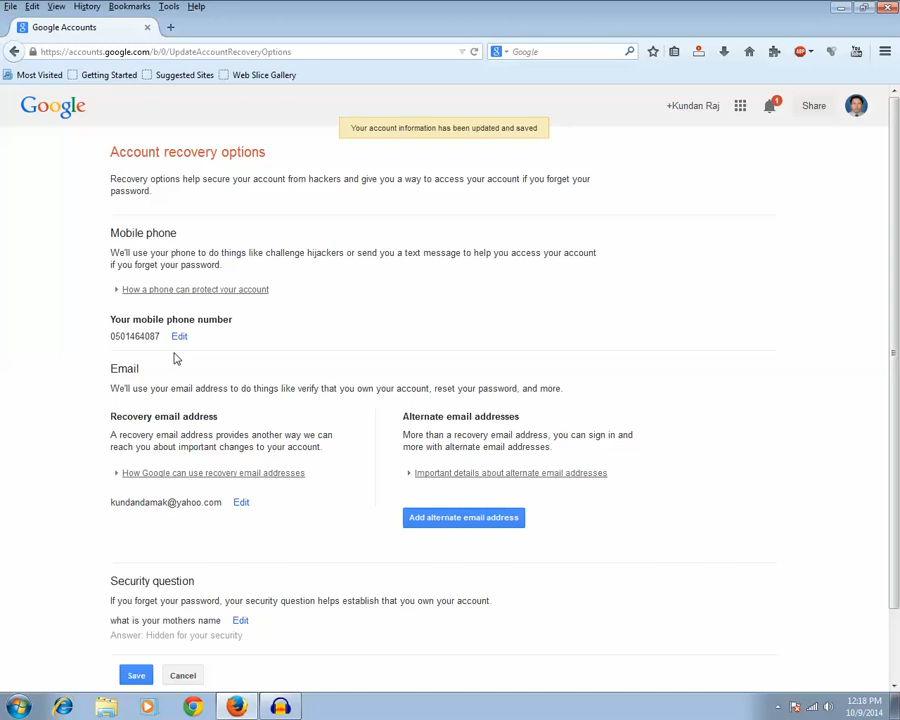 File Edit View History Bookmarks Tools Help
Google Accounts
https://accounts.google.com/b/0/UpdateAccountRecoveryOptions
Google
Most Visited Getting Started Suggested Sites Web Slice Gallery
Google
+Kundan Raj
1
Share
Your account information has been updated and saved
Account recovery options
Recovery options help secure your account from hackers and give you a way to access your account if you forget your
password.
Mobile phone
We'll use your phone to do things like challenge hijackers or send you a text message to help you access your account
if you forget your password.
How a phone can protect your account
Your mobile phone number
0501464087 Edit
Email
We'll use your email address to do things like verify that you own your account, reset your password, and more.
Recovery email address
A recovery email address provides another way we can
reach you about important changes to your account.
How Google can use recovery email addresses
kundandamak@yahoo.com Edit
Alternate email addresses
More than a recovery email address, you can sign in and
more with alternate email addresses.
Important details about alternate email addresses
Add alternate email address
Security question
If you forget your password, your security question helps establish that you own your account.
what is your mothers name Edit
Answer: Hidden for your security
Save Cancel
12:18 PM
10/9/2014